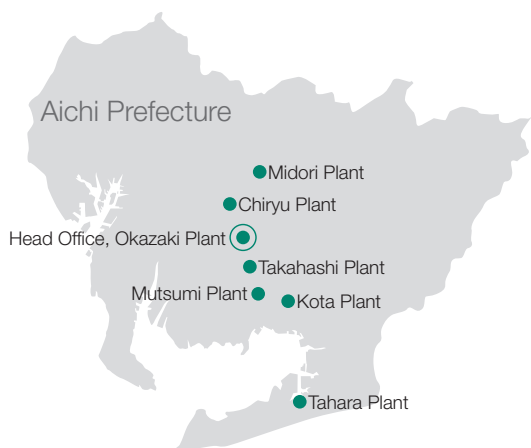 Aichi Prefecture
Midori Plant
Chiryu Plant
Head Office, Okazaki Plant
Takahashi Plant
Mutsumi Plant
Kota Plant
Tahara Plant